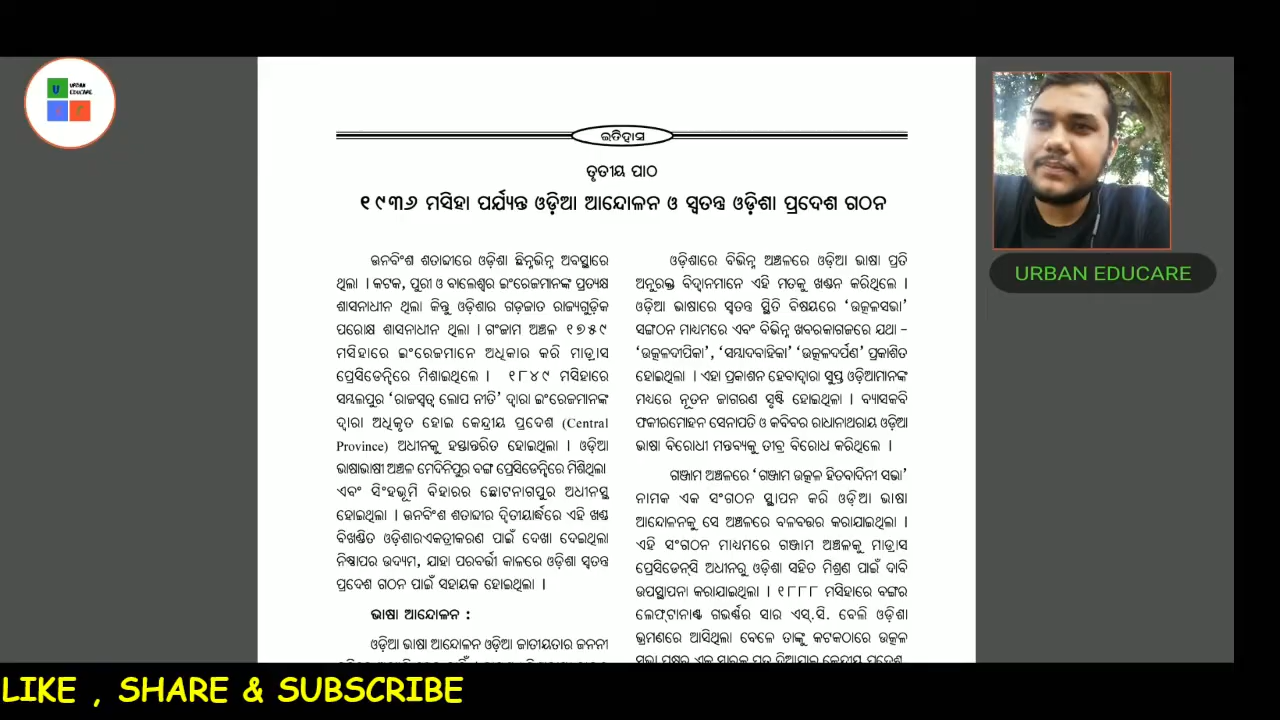 URBAN
EDUCARE
U
ଇତିହାସ
ତୃତୀୟ ପାଠ
୧୯୩୬ ମସିହା ପର୍ଯ୍ୟନ୍ତ ଓଡ଼ିଆ ଆନ୍ଦୋଳନ ଓ ସ୍ୱତନ୍ତ୍ର ଓଡ଼ିଶା ପ୍ରଦେଶ ଗଠନ
ଊନବିଂଶ ଶତାବ୍ଦୀରେ ଓଡ଼ିଶା ଛିନ୍ନଭିନ୍ନ ଅବସ୍ଥାରେ
ଥିଲା । କଟକ, ପୁରୀ ଓ ବାଲେଶ୍ୱର ଇଂରେଜମାନଙ୍କ ପ୍ରତ୍ୟକ୍ଷ
ଶାସନାଧୀନ ଥିଲା କିନ୍ତୁ ଓଡ଼ିଶାର ଗଡ଼ଜାତ ରାଜ୍ୟଗୁଡ଼ିକ
ପରୋକ୍ଷ ଶାସନାଧୀନ ଥିଲା । ଗଂଜାମ ଅଞ୍ଚଳ ୧୭୫୯
ମସିହାରେ ଇଂରେଜମାନେ ଅଧିକାର କରି ମାଡ୍ରାସ
ପ୍ରେସିଡେନ୍ସିରେ ମିଶାଇଥିଲେ । ୧୮୪୯ ମସିହାରେ
ସମ୍ବଲପୁର ‘ରାଜସ୍ୱତ୍ୱ ଲୋପ ନୀତି’ ଦ୍ୱାରା ଇଂରେଜମାନଙ୍କ
ଦ୍ୱାରା ଅଧିକୃତ ହୋଇ କେନ୍ଦ୍ରୀୟ ପ୍ରଦେଶ (Central
Province) ଅଧୀନକୁ ହସ୍ତାନ୍ତରିତ ହୋଇଥିଲା । ଓଡ଼ିଆ
ଭାଷାଭାଷୀ ଅଞ୍ଚଳ ମେଦିନିପୁର ବଙ୍ଗ ପ୍ରେସିଡେନ୍ସିରେ ମିଶିଥିଲା
ଏବଂ ସିଂହଭୂମି ବିହାରର ଛୋଟନାଗପୁର ଅଧୀନସ୍ଥ
ହୋଇଥିଲା । ଊନବିଂଶ ଶତାବ୍ଦୀର ଦ୍ୱିତୀୟାର୍ଦ୍ଧରେ ଏହି ଖଣ୍ଡ
ବିଖଣ୍ଡିତ ଓଡ଼ିଶାରଏକତ୍ରୀକରଣ ପାଇଁ ଦେଖା ଦେଇଥିଲା
ନିଷ୍ଠାପର ଉଦ୍ୟମ, ଯାହା ପରବର୍ତ୍ତୀ କାଳରେ ଓଡ଼ିଶା ସ୍ୱତନ୍ତ୍ର
ପ୍ରଦେଶ ଗଠନ ପାଇଁ ସହାୟକ ହୋଇଥିଲା ।
ଭାଷା ଆନ୍ଦୋଳନ :
ଓଡ଼ିଆ ଭାଷା ଆନ୍ଦୋଳନ ଓଡ଼ିଆ ଜାତୀୟତାର ଜନନୀ
ଓଡ଼ିଶାରେ ବିଭିନ୍ନ ଅଞ୍ଚଳରେ ଓଡ଼ିଆ ଭାଷା ପ୍ରତି
ଅନୁରକ୍ତ ବିଦ୍ୱାନମାନେ ଏହି ମତକୁ ଖଣ୍ଡନ କରିଥିଲେ ।
ଓଡ଼ିଆ ଭାଷାରେ ସ୍ୱତନ୍ତ୍ର ସ୍ଥିତି ବିଷୟରେ ‘ଉତ୍କଳସଭା’
ସଙ୍ଗଠନ ମାଧ୍ୟମରେ ଏବଂ ବିଭିନ୍ନ ଖବରକାଗଜରେ ଯଥା –
‘ଉତ୍କଳଦୀପିକା’, ‘ସମ୍ବାଦବାହିକା’ ‘ଉତ୍କଳଦର୍ପଣ’ ପ୍ରକାଶିତ
ହୋଇଥିଲା । ଏହା ପ୍ରକାଶନ ହେବାଦ୍ୱାରା ସୁପ୍ତ ଓଡ଼ିଆମାନଙ୍କ
ମଧ୍ୟରେ ନୂତନ ଜାଗରଣ ସୃଷ୍ଟି ହୋଇଥିଲା । ବ୍ୟାସକବି
ଫକୀରମୋହନ ସେନାପତି ଓ କବିବର ରାଧାନାଥରାୟ ଓଡ଼ିଆ
ଭାଷା ବିରୋଧୀ ମନ୍ତବ୍ୟକୁ ତୀବ୍ର ବିରୋଧ କରିଥିଲେ ।
ଗଞ୍ଜାମ ଅଞ୍ଚଳରେ ‘ଗଞ୍ଜାମ ଉତ୍କଳ ହିତବାଦିନୀ ସଭା’
ନାମକ ଏକ ସଂଗଠନ ସ୍ଥାପନ କରି ଓଡ଼ିଆ ଭାଷା
ଆନ୍ଦୋଳନକୁ ସେ ଅଞ୍ଚଳରେ ବଳବତ୍ତର କରାଯାଇଥିଲା ।
ଏହି ସଂଗଠନ ମାଧ୍ୟମରେ ଗଞ୍ଜାମ ଅଞ୍ଚଳକୁ ମାଡ୍ରାସ
ପ୍ରେସିଡେନ୍‌ସି ଅଧୀନରୁ ଓଡ଼ିଶା ସହିତ ମିଶ୍ରଣ ପାଇଁ ଦାବି
ଉପସ୍ଥାପନା କରାଯାଇଥିଲା । ୧୮୮୮ ମସିହାରେ ବଙ୍ଗର
ଲେଫ୍‌ଟାନାଣ୍ଟ ଗଭର୍ଣ୍ଣର ସାର ଏସ୍.ସି. ବେଲି ଓଡ଼ିଶା
ଭ୍ରମଣରେ ଆସିଥିଲା ବେଳେ ତାଙ୍କୁ କଟକଠାରେ ଉତ୍କଳ
URBAN EDUCARE
LIKE , SHARE & SUBSCRIBE